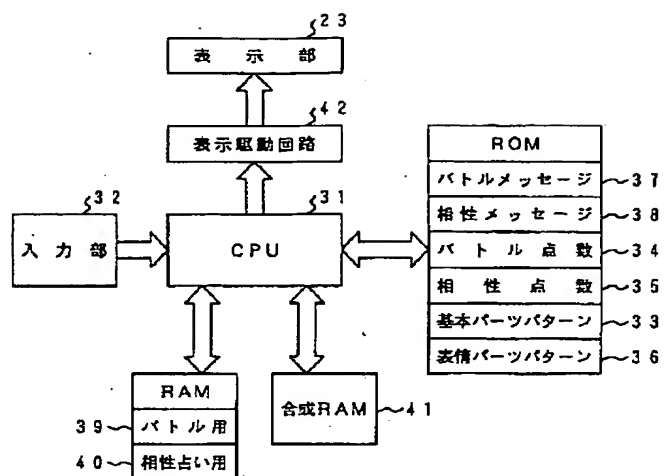 23
表示部
42
表示駆動回路
ROM
32
31
バトルメッセージ 37
相性メッセージ 38
入力部
CPU
バトル点数 34
相性点数 35
基本パーツパターン 33
表情パーツパターン 36
RAM
合成RAM 41
39 バトル用
40 相性占い用